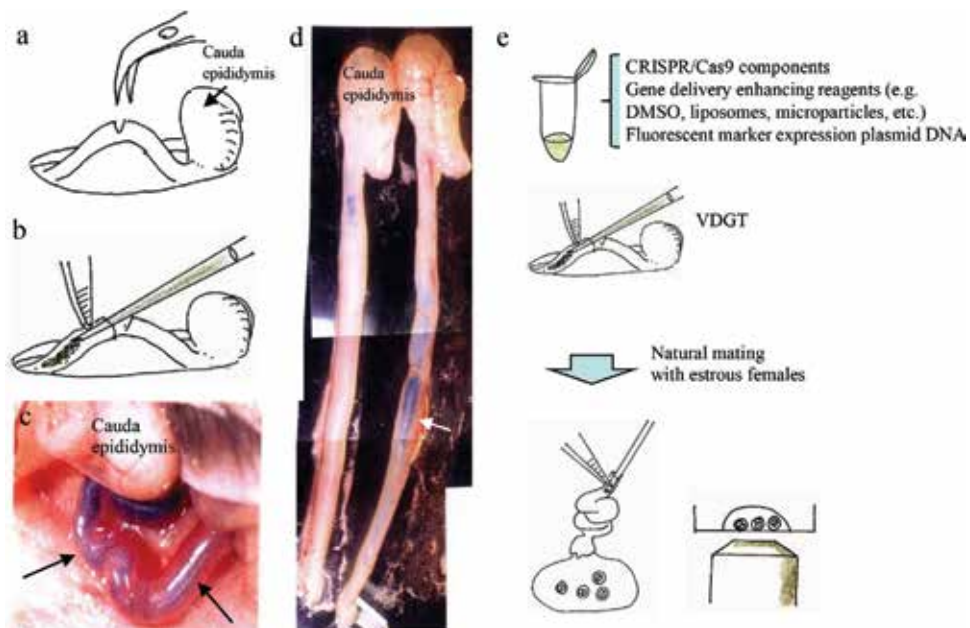 a
Cauda
epididymis
b
c
Cauda
epididymis
d
Cauda
epididymis
e
CRISPR/Cas9 components
Gene delivery enhancing reagents (e.g.
DMSO, liposomes, microparticles, etc.)
Fluorescent marker expression plasmid DNA
VDGT
Natural mating
with estrous females